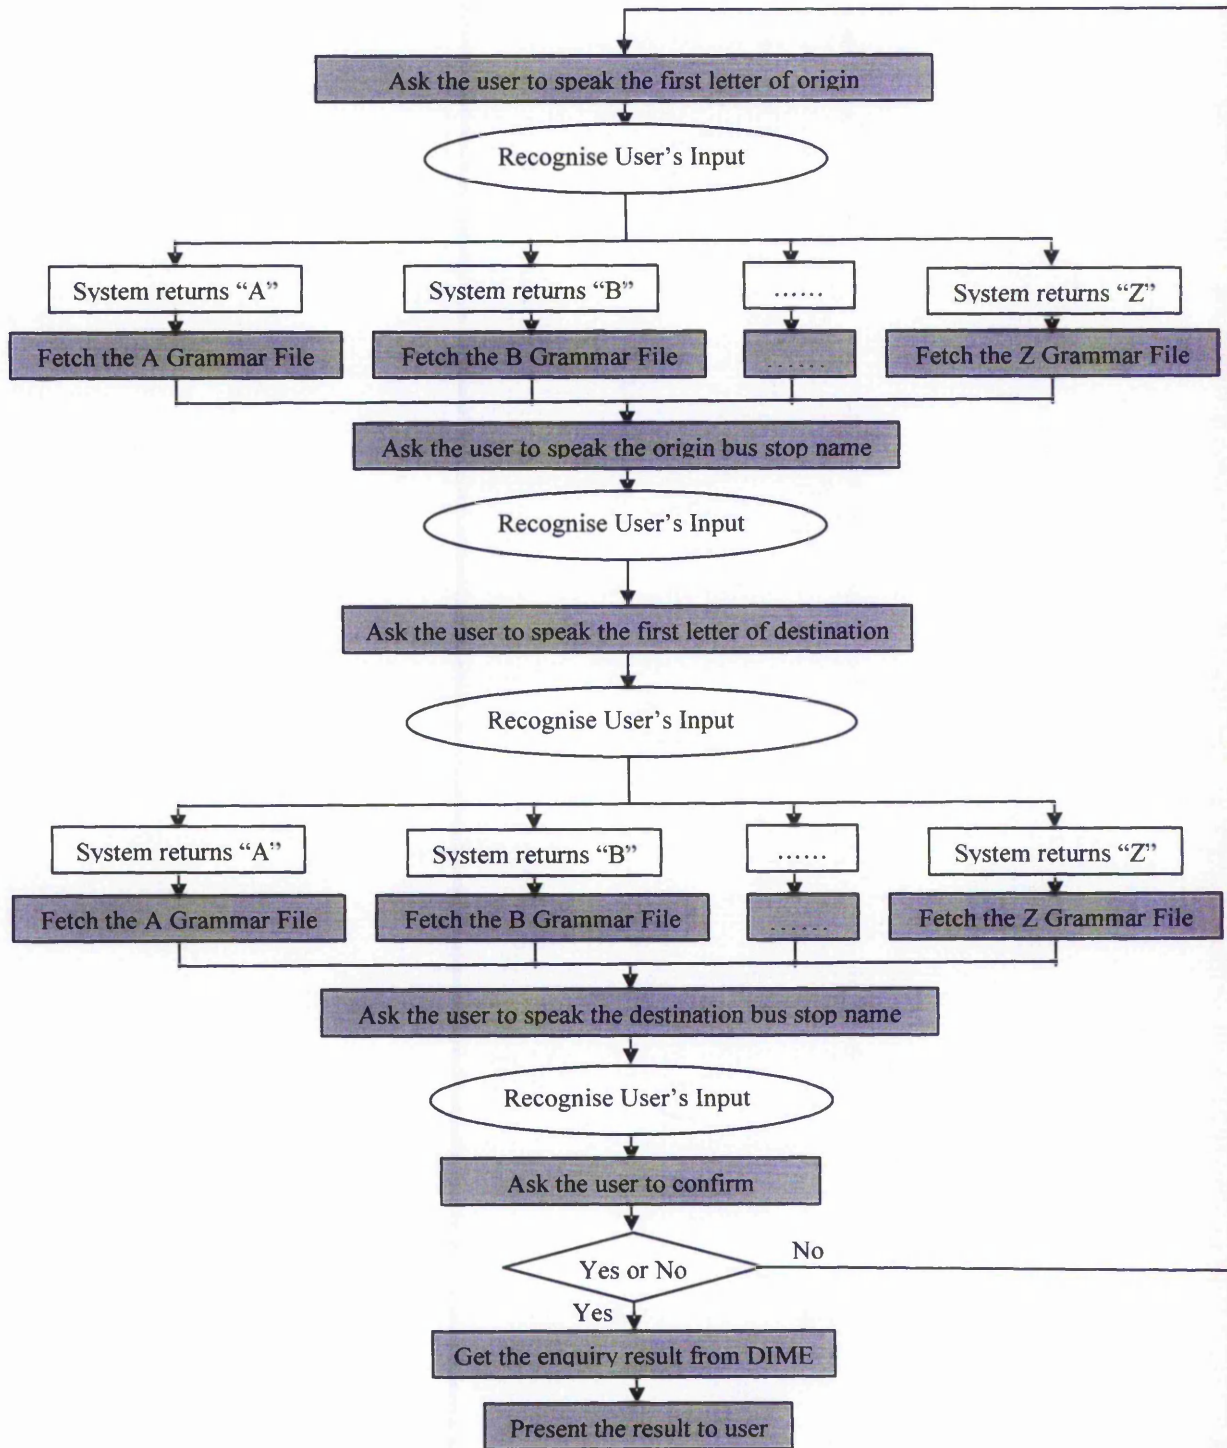 Ask the user to speak the first letter of origin
Recognise User's Input
System returns “A”
System returns “B”
......
System returns “Z”
Fetch the A Grammar File
Fetch the B Grammar File
......
Fetch the Z Grammar File
Ask the user to speak the origin bus stop name
Recognise User's Input
Ask the user to speak the first letter of destination
Recognise User's Input
System returns “A”
System returns “B”
......
System returns “Z”
Fetch the A Grammar File
Fetch the B Grammar File
......
Fetch the Z Grammar File
Ask the user to speak the destination bus stop name
Recognise User's Input
Ask the user to confirm
Yes or No
No
Yes
Get the enquiry result from DIME
Present the result to user